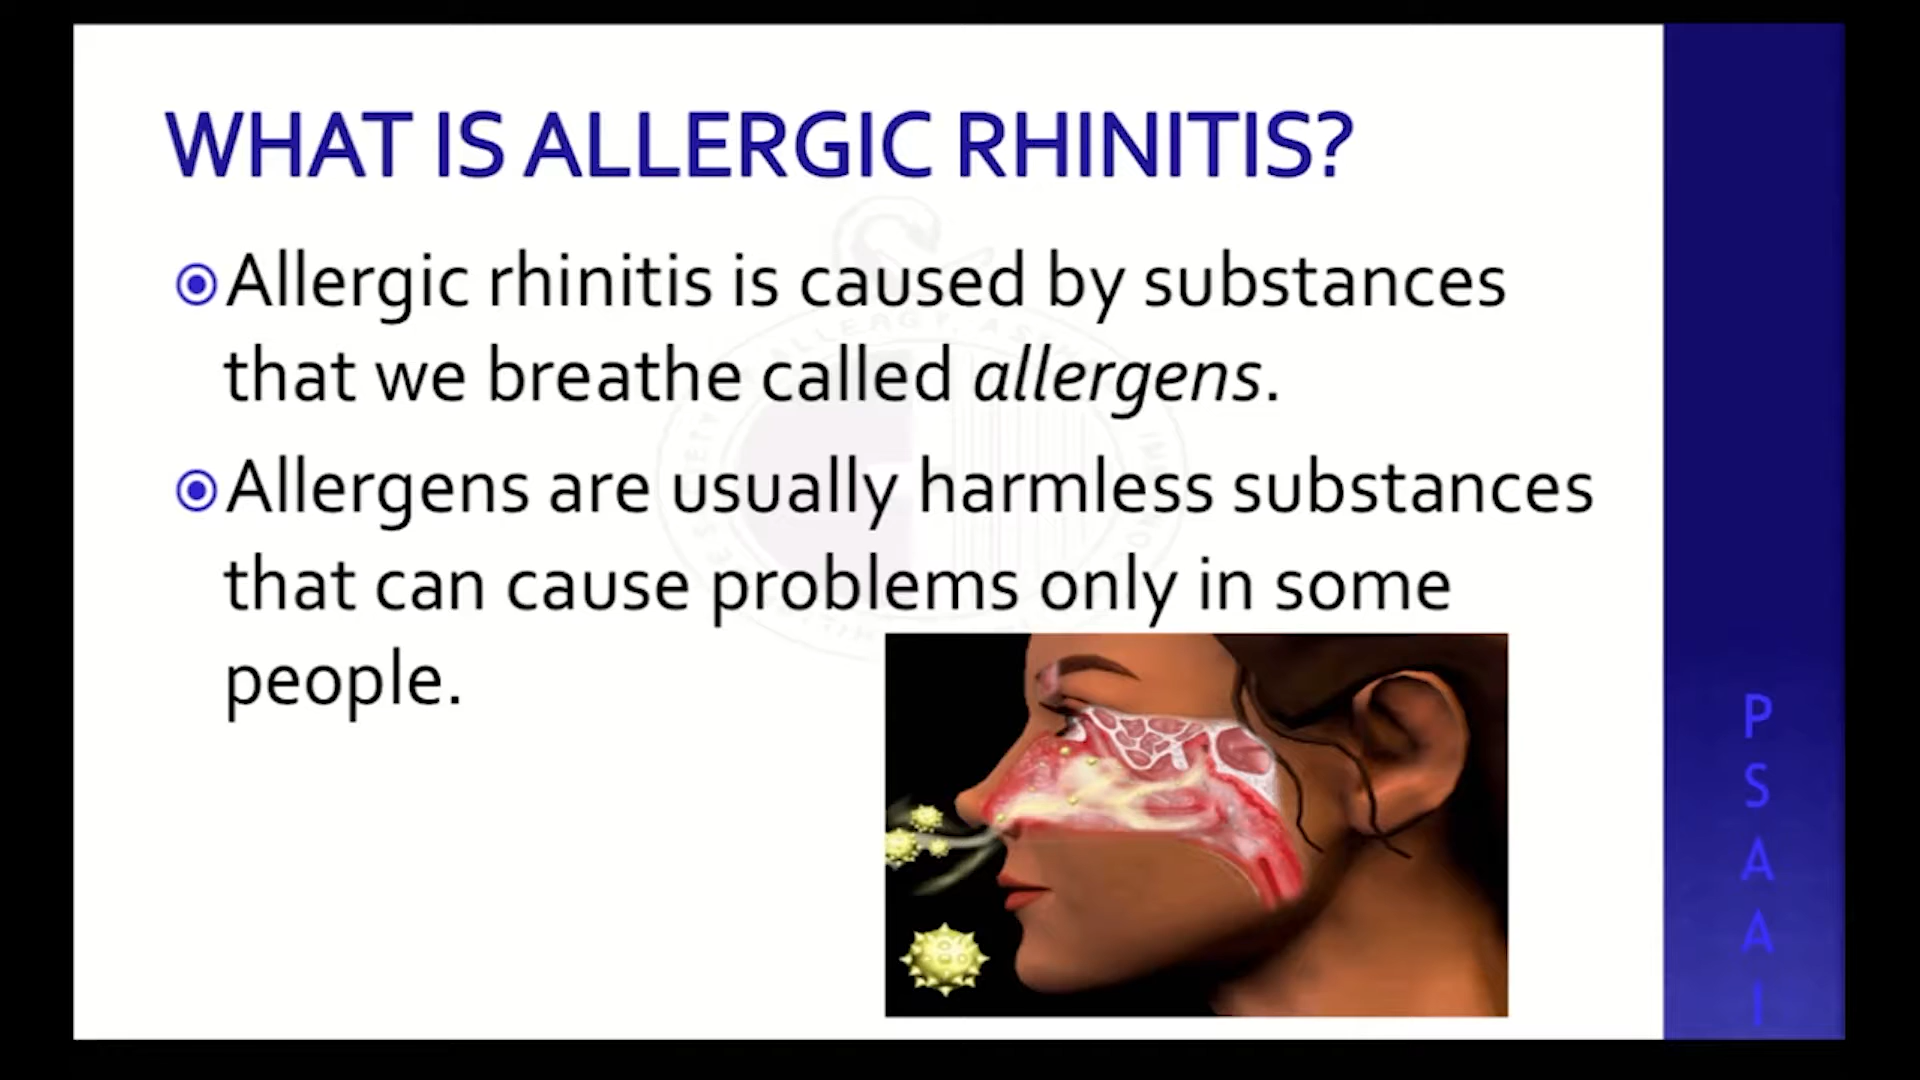 WHAT IS ALLERGIC RHINITIS?
Allergic rhinitis is caused by substances
that we breathe called allergens.
Allergens are usually harmless substances
that can cause problems only in some
people.
P
S
A
A
I